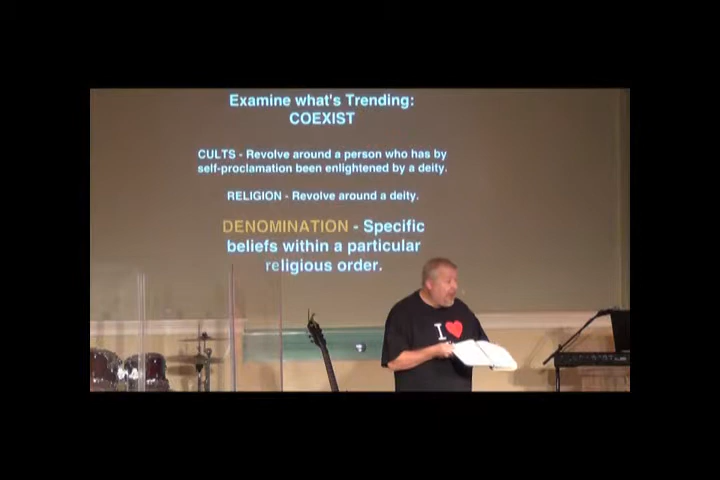 Examine what's Trending:
COEXIST
CULTS - Revolve around a person who has by
self-proclamation been enlightened by a deity.
RELIGION - Revolve around a deity.
DENOMINATION - Specific
beliefs within a particular
religious order.
I ❤